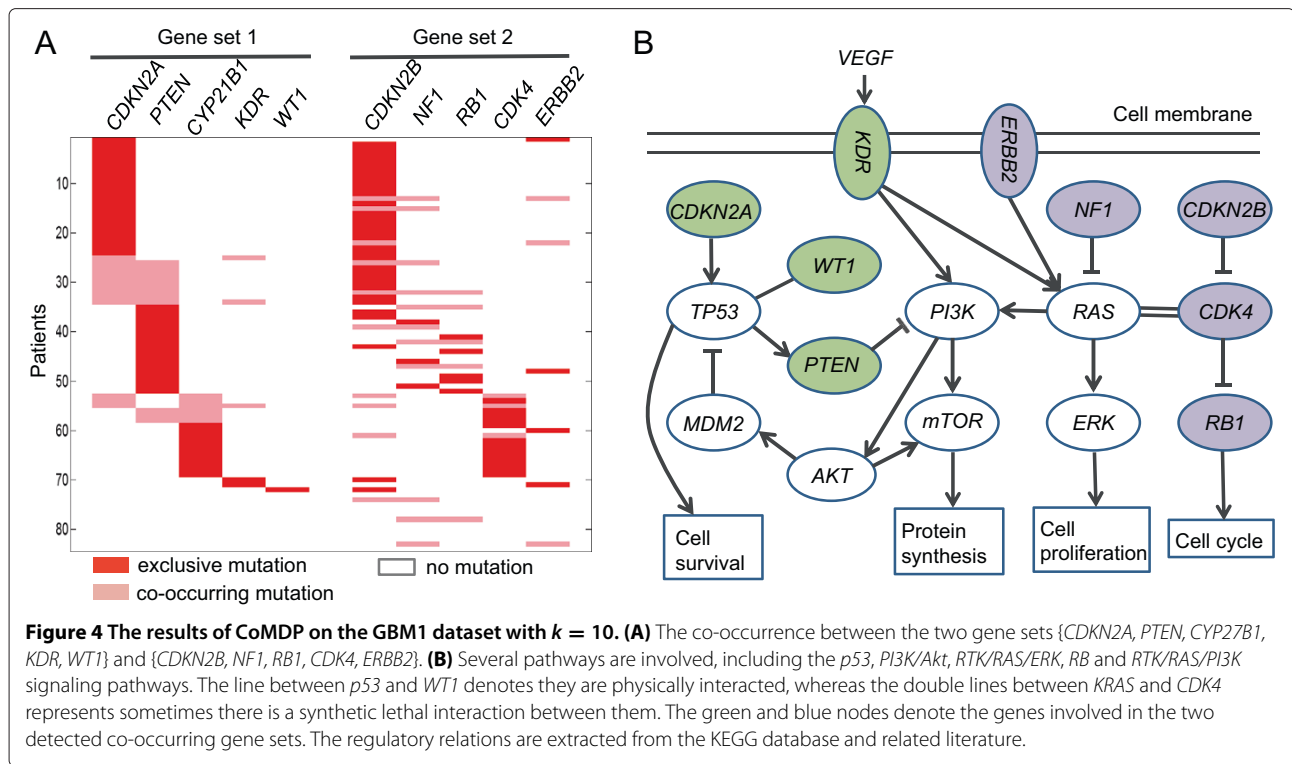 A
Gene set 1
Gene set 2
CDKN2A
PTEN
CYP21B1
KDR
WT1
CDKN2B
NF1
RB1
CDK4
ERBB2
Patients
10
20
30
40
50
60
70
80
exclusive mutation
no mutation
co-occurring mutation
B
VEGF
Cell membrane
KDR
ERBB2
CDKN2A
NF1
CDKN2B
WT1
TP53
PI3K
RAS
CDK4
PTEN
MDM2
mTOR
ERK
RB1
AKT
Cell
survival
Protein
synthesis
Cell
proliferation
Cell cycle
Figure 4 The results of CoMDP on the GBM1 dataset with k = 10. (A) The co-occurrence between the two gene sets {CDKN2A, PTEN, CYP27B1,
KDR, WT1} and {CDKN2B, NF1, RB1, CDK4, ERBB2}. (B) Several pathways are involved, including the p53, PI3K/Akt, RTK/RAS/ERK, RB and RTK/RAS/PI3K
signaling pathways. The line between p53 and WT1 denotes they are physically interacted, whereas the double lines between KRAS and CDK4
represents sometimes there is a synthetic lethal interaction between them. The green and blue nodes denote the genes involved in the two
detected co-occurring gene sets. The regulatory relations are extracted from the KEGG database and related literature.